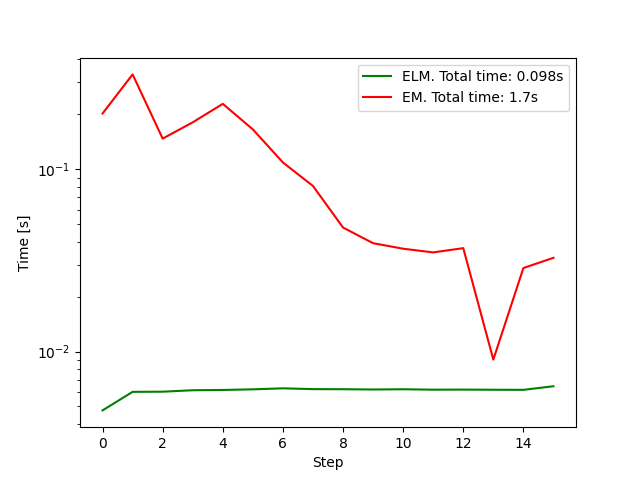 ELM. Total time: 0.098s
EM. Total time: 1.7s
10⁻¹
10⁻²
Time [s]
0 2 4 6 8 10 12 14
Step